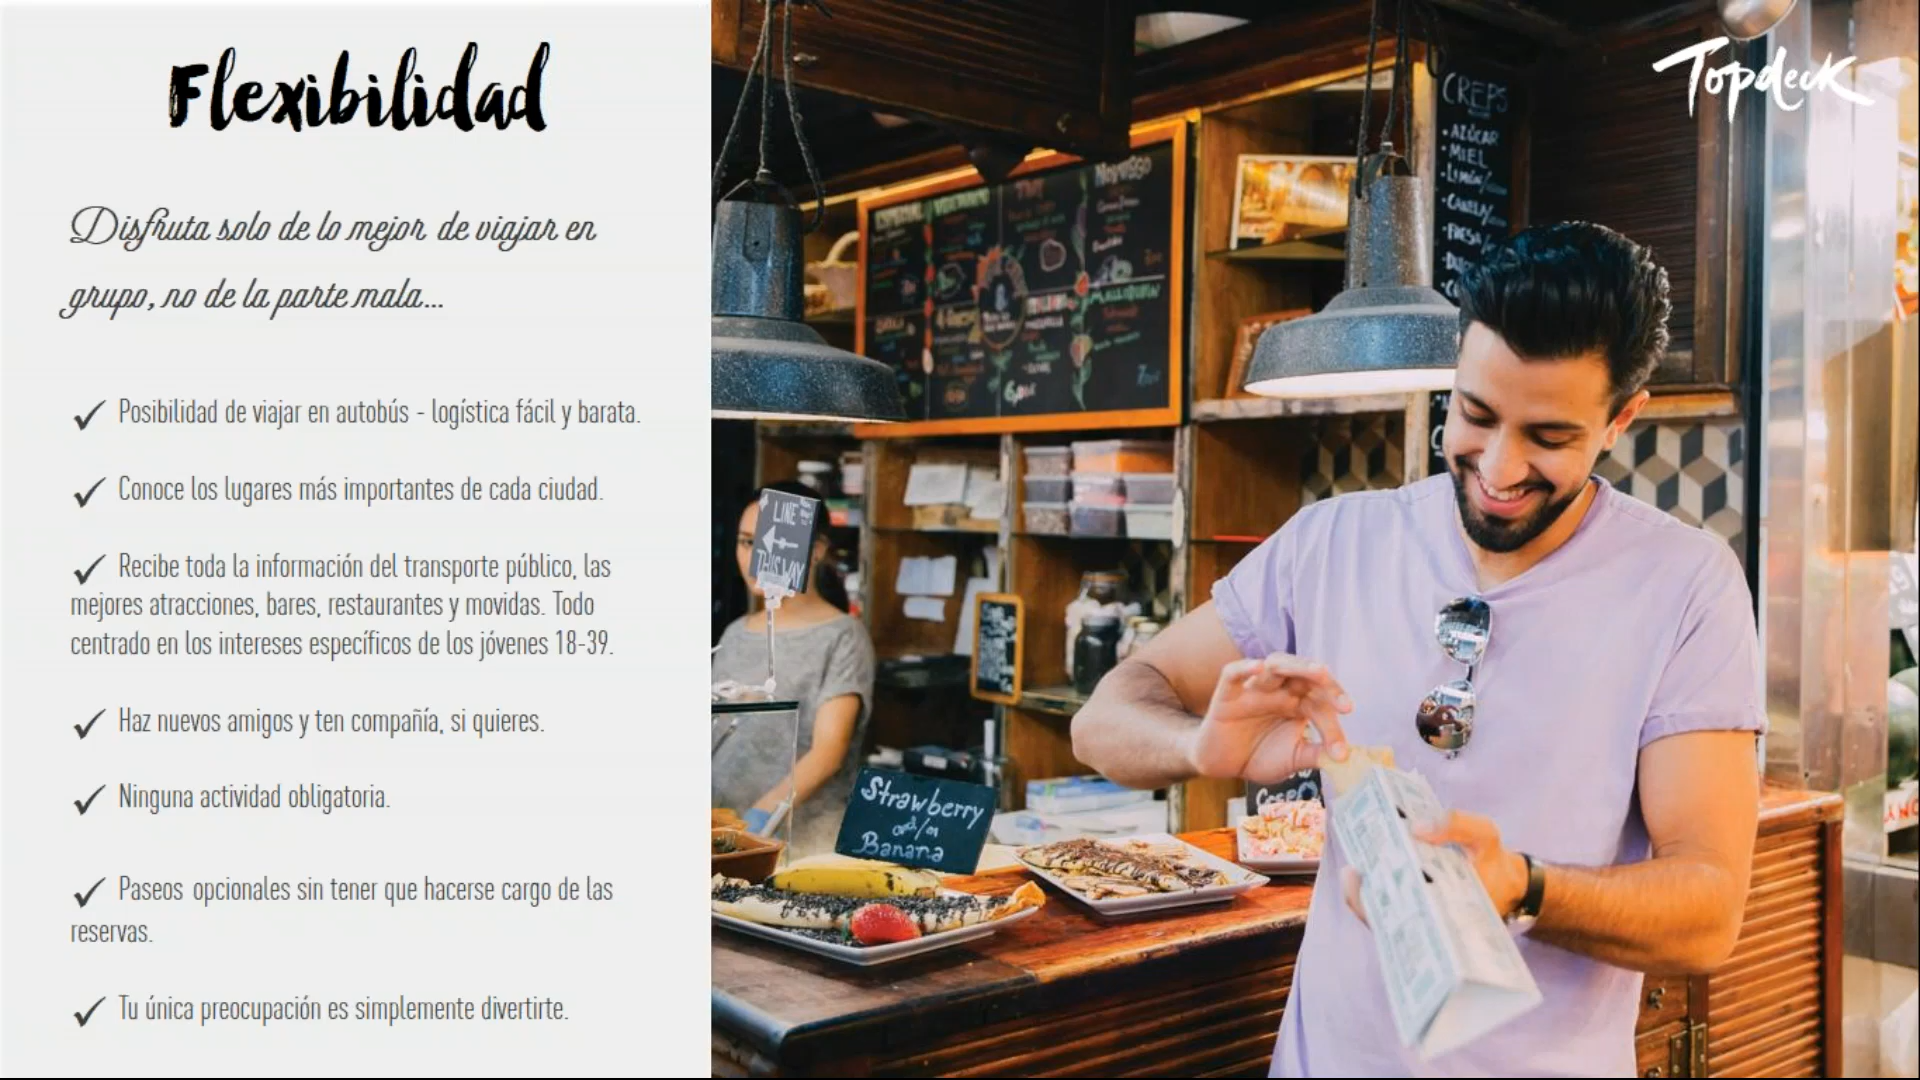 Flexibilidad
Disfruta solo de lo mejor de viajar en
grupo, no de la parte mala...
Posibilidad de viajar en autobús - logística fácil y barata.
Conoce los lugares más importantes de cada ciudad.
Recibe toda la información del transporte público, las
mejores atracciones, bares, restaurantes y movidas. Todo
centrado en los intereses específicos de los jóvenes 18-39.
Haz nuevos amigos y ten compañía, si quieres.
Ninguna actividad obligatoria.
Paseos opcionales sin tener que hacerse cargo de las
reservas.
Tu única preocupación es simplemente divertirte.
Topdeck
CREPS
• AZÚCAR
• MIEL
LINE
THIS WAY
Strawberry
and/or
Banana